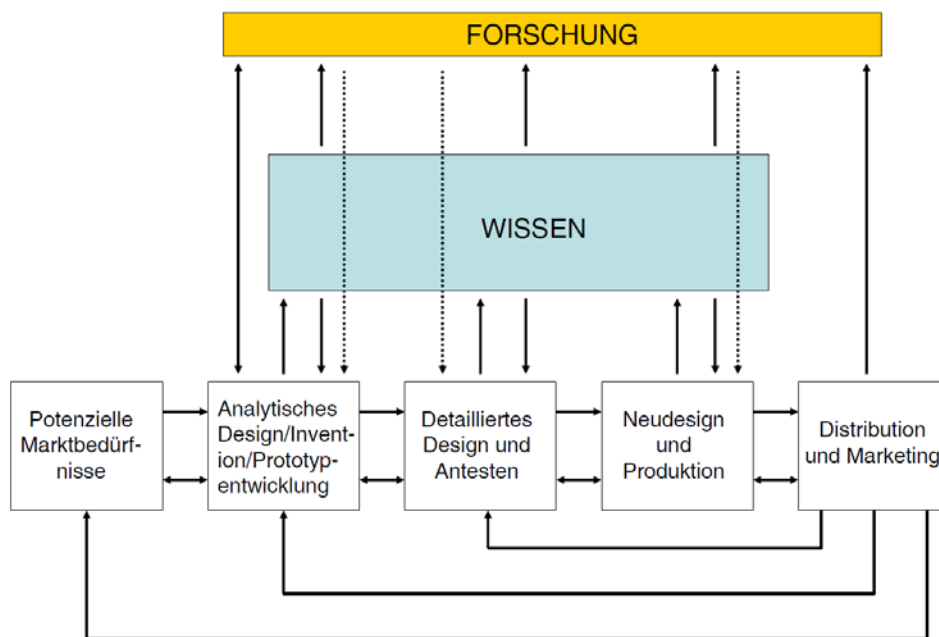 FORSCHUNG
WISSEN
Potenzielle
Marktbedürf-
nisse
Analytisches
Design/Invent-
ion/Prototyp-
entwicklung
Detailliertes
Design und
Antesten
Neudesign
und
Produktion
Distribution
und Marketing